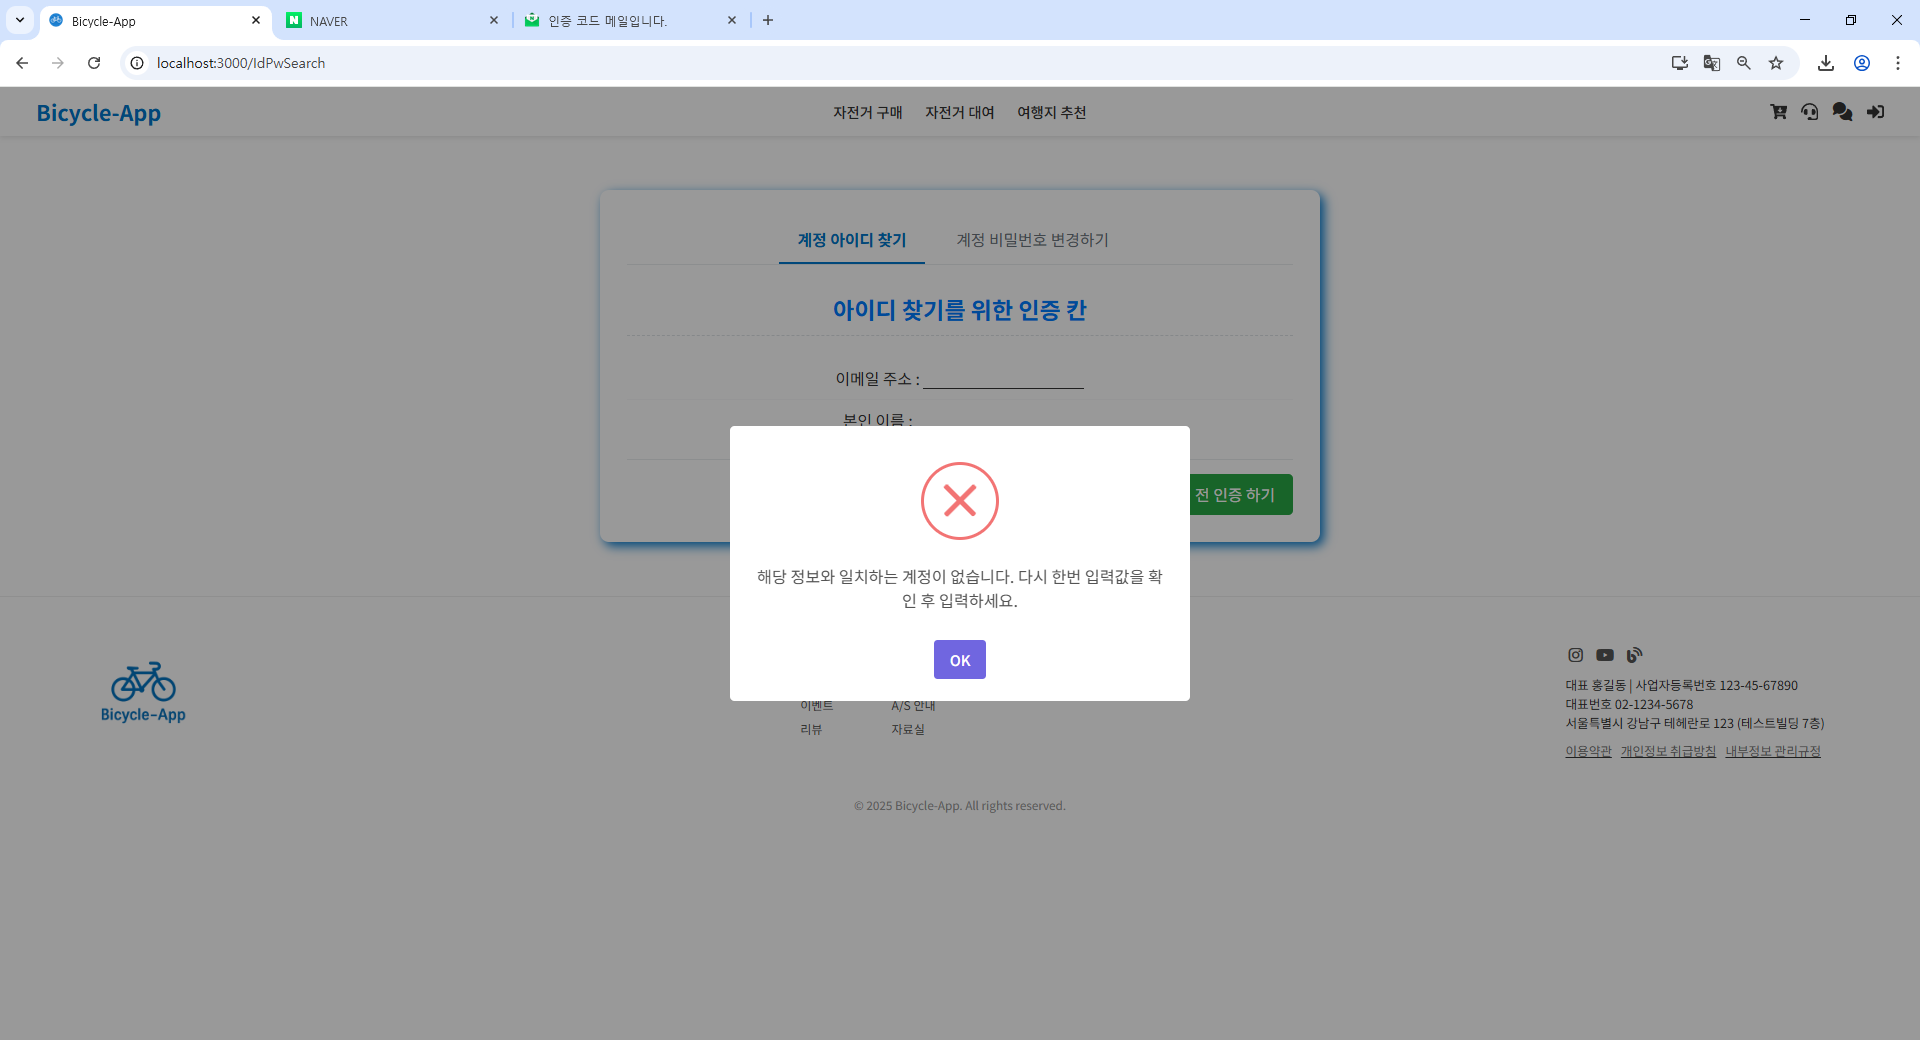 Bicycle-App
NAVER
인증 코드 메일입니다.
localhost:3000/IdPwSearch
Bicycle-App
자전거 구매
자전거 대여
여행지 추천
계정 아이디 찾기
계정 비밀번호 변경하기
아이디 찾기를 위한 인증 칸
이메일 주소 :
본인 이름 :
전 인증 하기
해당 정보와 일치하는 계정이 없습니다. 다시 한번 입력값을 확
인 후 입력하세요.
OK
Bicycle-App
이벤트
A/S 안내
리뷰
자료실
대표 홍길동 | 사업자등록번호 123-45-67890
대표번호 02-1234-5678
서울특별시 강남구 테헤란로 123 (테스트빌딩 7층)
이용약관 개인정보 취급방침 내부정보 관리규정
© 2025 Bicycle-App. All rights reserved.